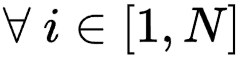 ∀ i ∈ [1, N]